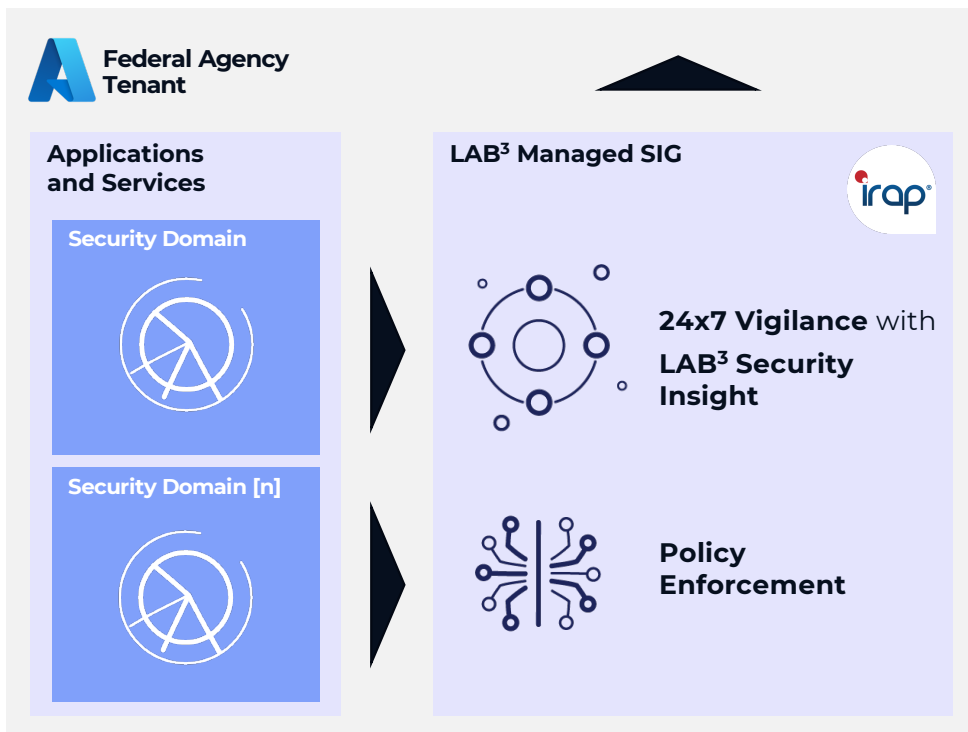 Federal Agency
Tenant
Applications
and Services
Security Domain
Security Domain [n]
LAB³ Managed SIG
irap®
24x7 Vigilance with
LAB³ Security
Insight
Policy
Enforcement